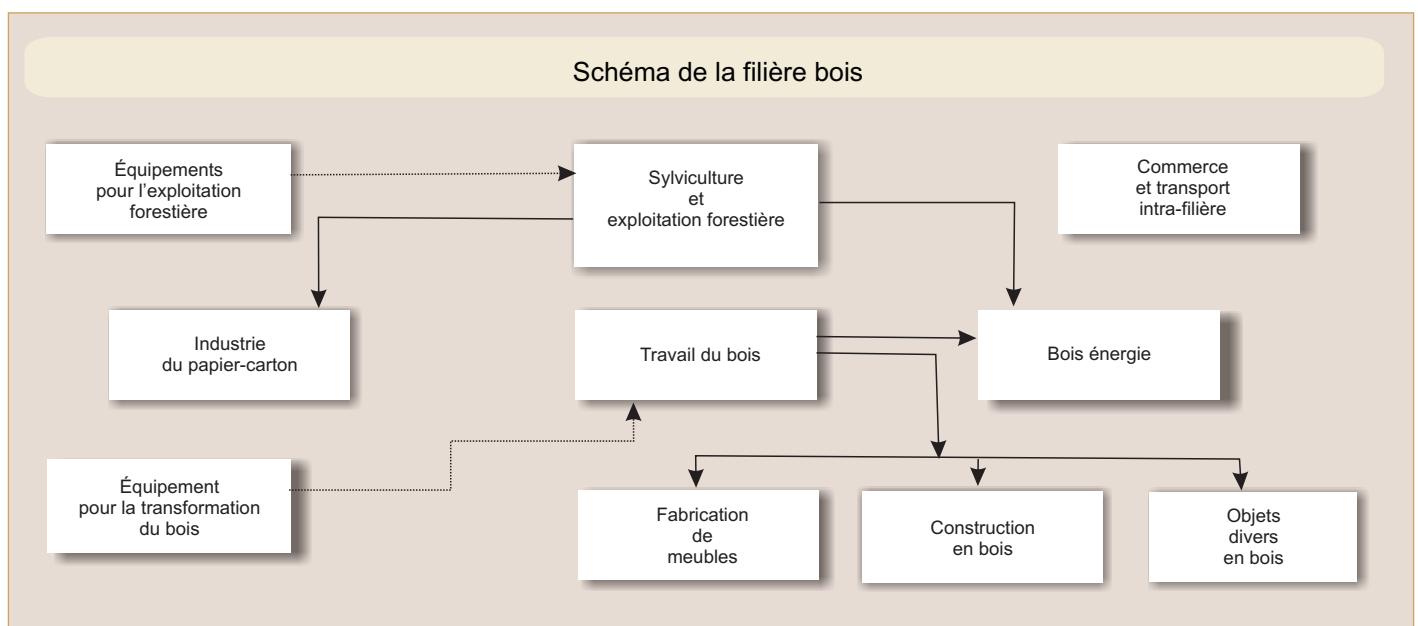 Schéma de la filière bois
Équipements
pour l'exploitation
forestière
Sylviculture
et
exploitation forestière
Commerce
et transport
intra-filière
Industrie
du papier-carton
Travail du bois
Bois énergie
Équipement
pour la transformation
du bois
Fabrication
de
meubles
Construction
en bois
Objets
divers
en bois